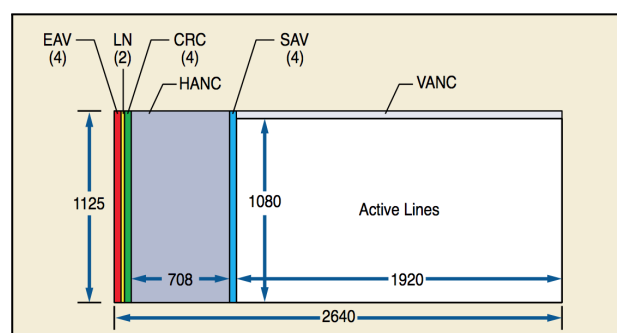 EAV LN CRC SAV
(4) (2) (4) (4)
HANC VANC
1125
1080
Active Lines
708
1920
2640